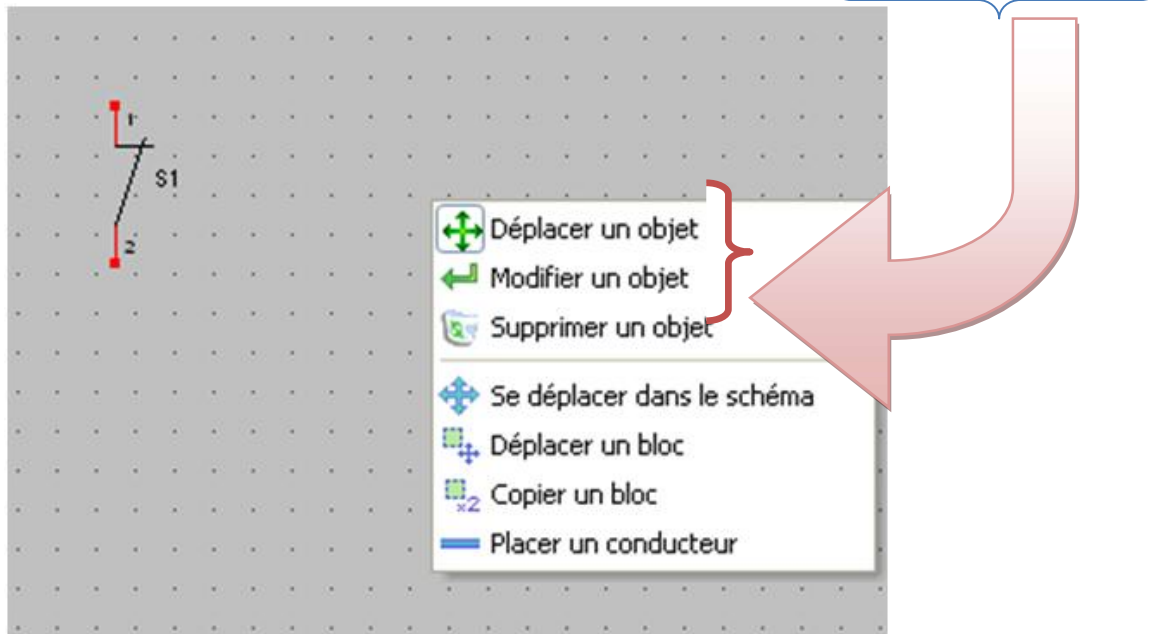 1
S1
2
Déplacer un objet
Modifier un objet
Supprimer un objet
Se déplacer dans le schéma
Déplacer un bloc
x2 Copier un bloc
Placer un conducteur